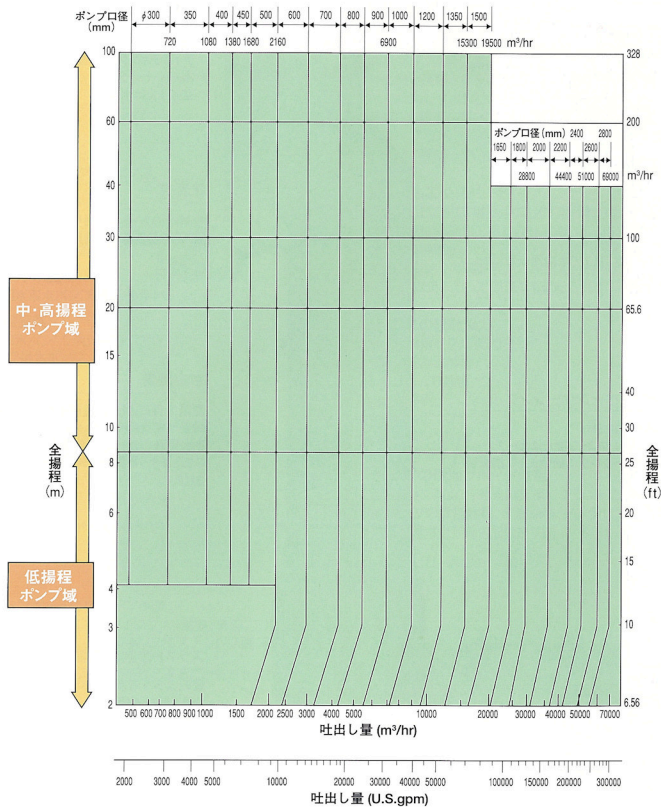 ポンプ口径 φ300 350 400 450 500 600 700 800 900 1000 1200 1350 1500
(mm) 720 1080 1380 1680 2160 6900 15300 19500 m³/hr
100 328
60 200
ポンプ口径(mm) 2400 2800
1650 1800 2000 2200 2600
28800 44400 51000 69000 m³/hr
40
30 100
中・高揚程
ポンプ域
20 65.6
15
40
10 30
全揚程(m)
全揚程(ft)
8 25
6 20
15
低揚程
ポンプ域
4
3 10
2 6.56
500 600 700 800 900 1000 1500 2000 2500 3000 4000 5000 10000 20000 30000 40000 50000 70000
吐出し量 (m³/hr)
2000 3000 4000 5000 10000 20000 30000 40000 50000 100000 150000 200000 300000
吐出し量 (U.S.gpm)